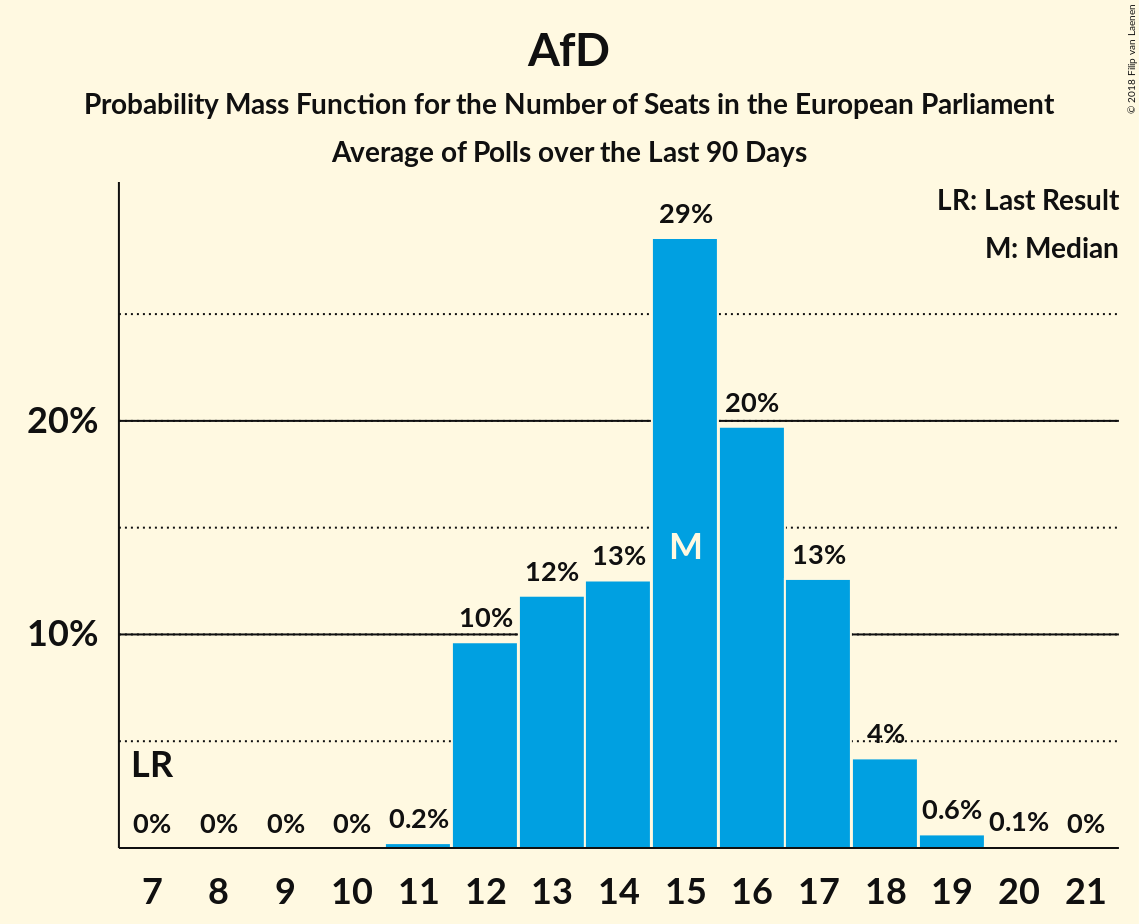 AfD
Probability Mass Function for the Number of Seats in the European Parliament
Average of Polls over the Last 90 Days
© 2018 Filip van Laenen
LR: Last Result
M: Median
29%
20%
20%
M
13%
13%
12%
10%
10%
4%
LR
0%
0%
0%
0%
0.2%
0.6%
0.1%
0%
7 8 9 10 11 12 13 14 15 16 17 18 19 20 21